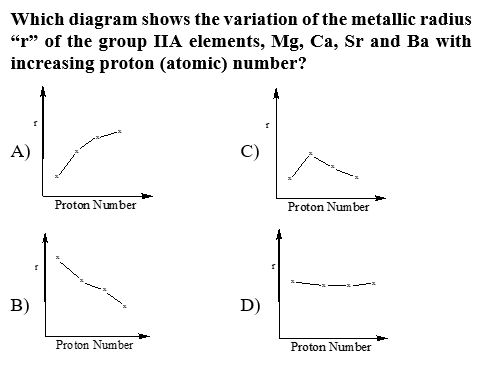 Which diagram shows the variation of the metallic radius
“r” of the group IIA elements, Mg, Ca, Sr and Ba with
increasing proton (atomic) number?
r
A)
Proton Number
r
C)
Proton Number
r
B)
Proton Number
r
D)
Proton Number